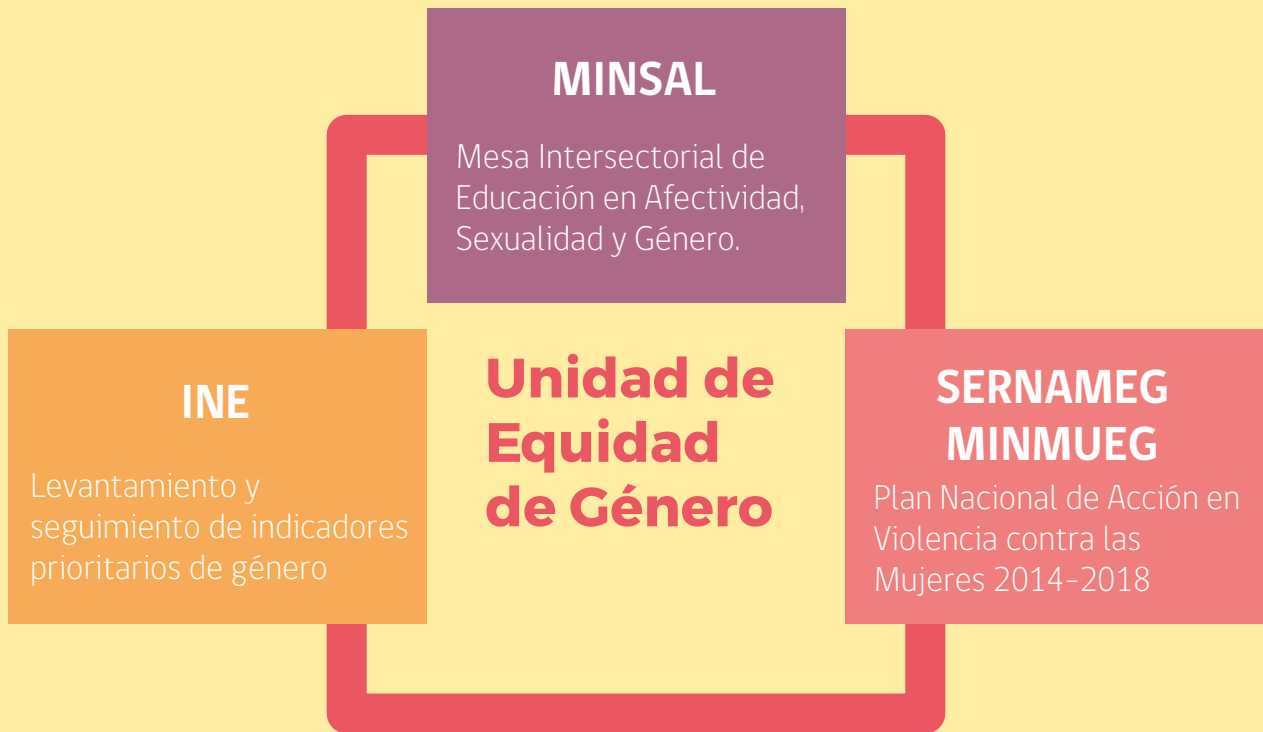 MINSAL
Mesa Intersectorial de
Educación en Afectividad,
Sexualidad y Género.
INE
Levantamiento y
seguimiento de indicadores
prioritarios de género
Unidad de
Equidad
de Género
SERNAMEG
MINMUEG
Plan Nacional de Acción en
Violencia contra las
Mujeres 2014-2018